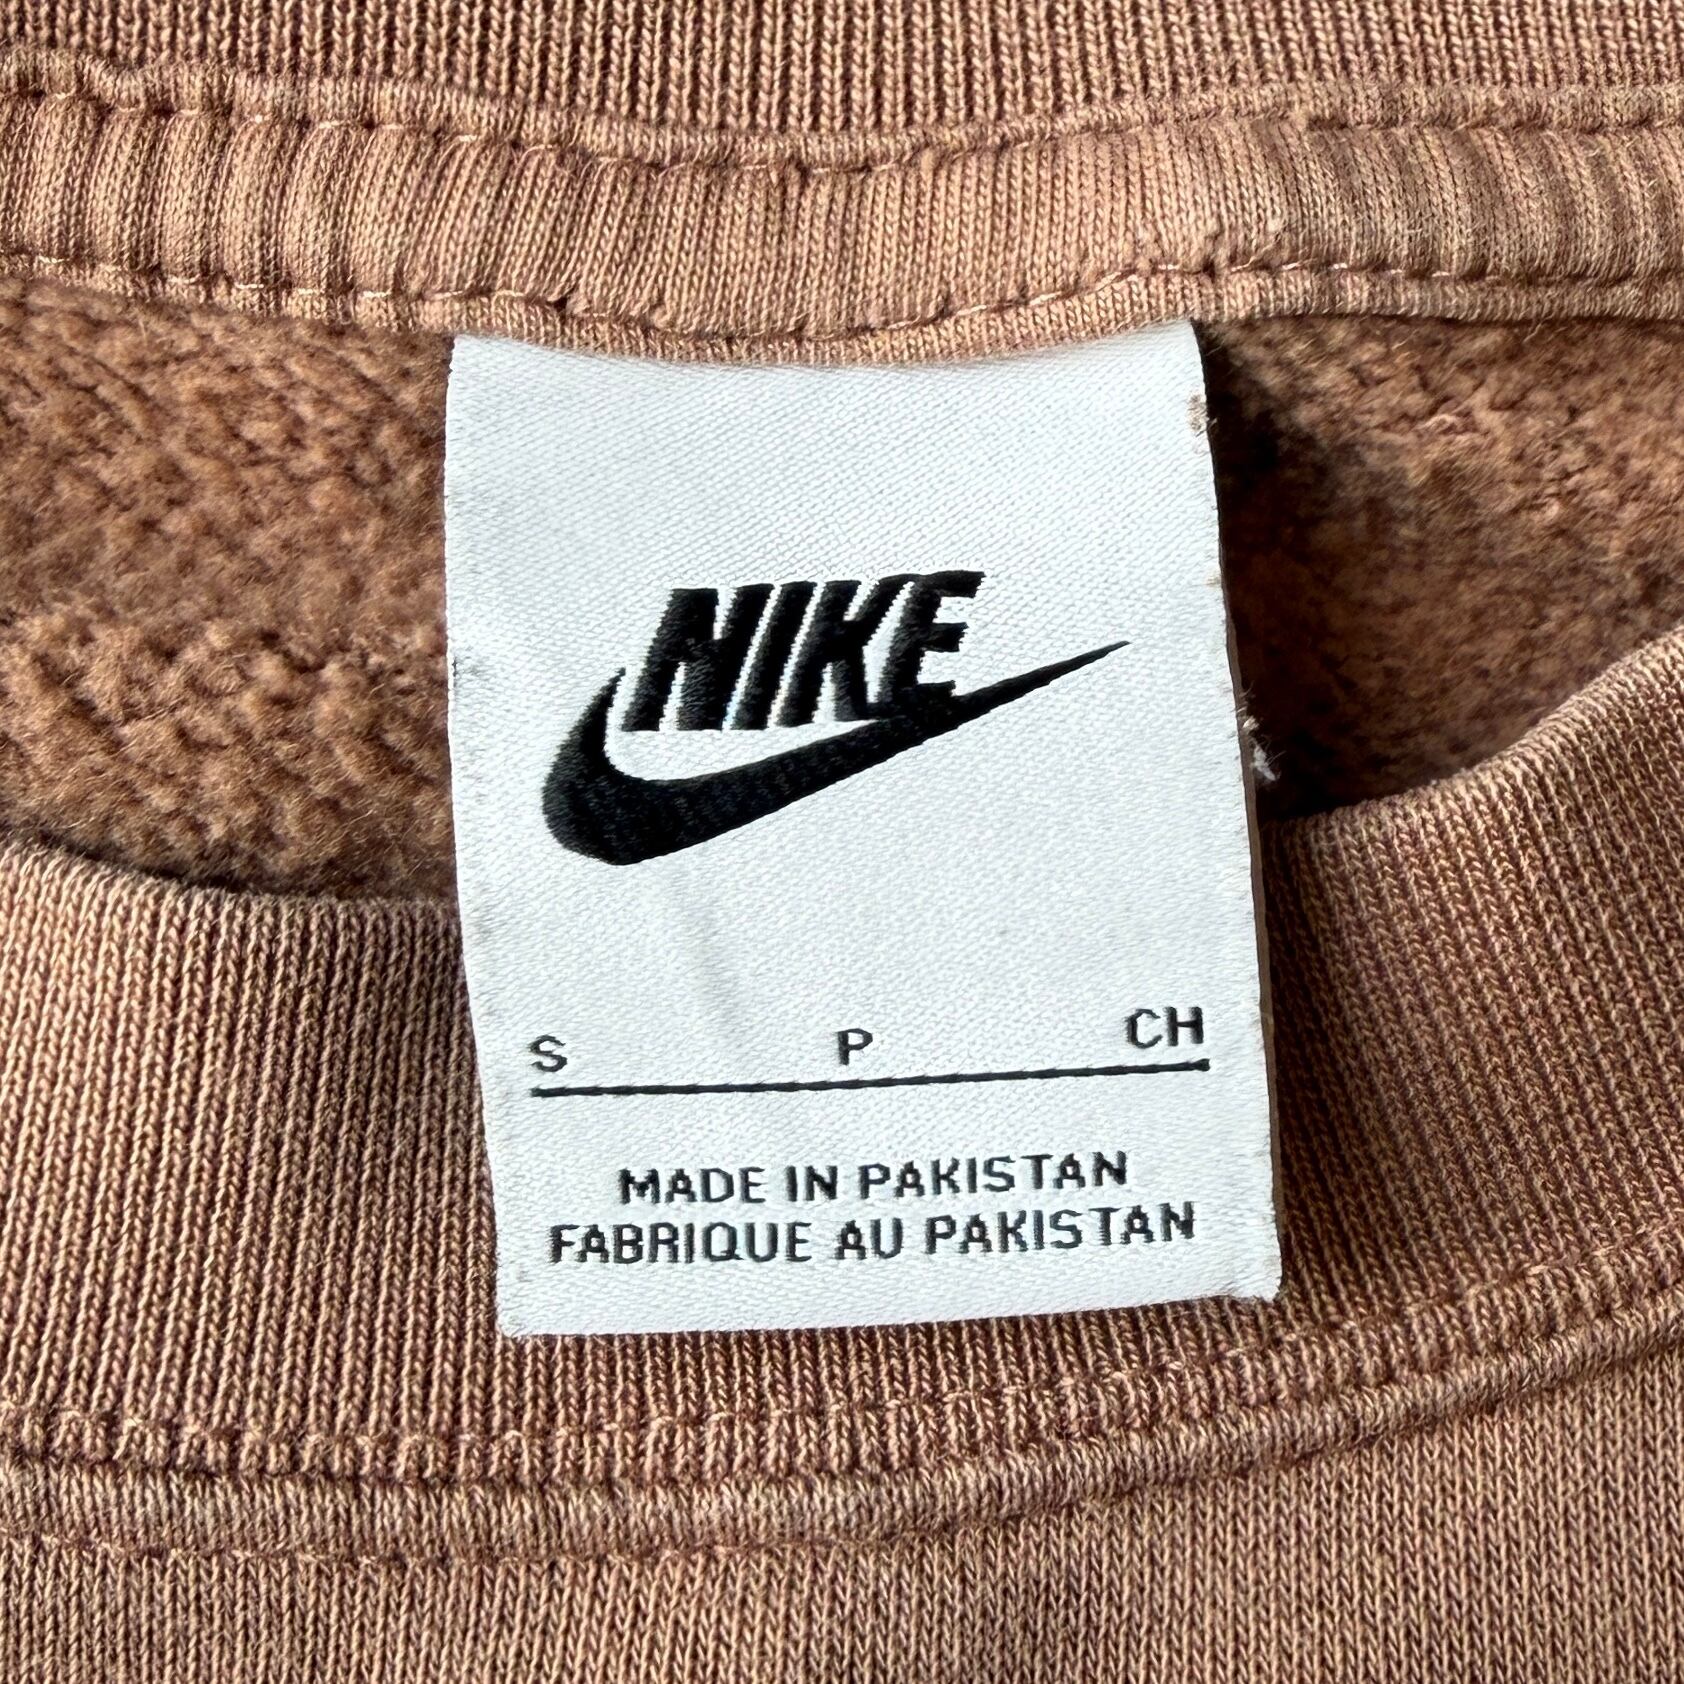 NIKE
S P CH
MADE IN PAKISTAN
FABRIQUE AU PAKISTAN